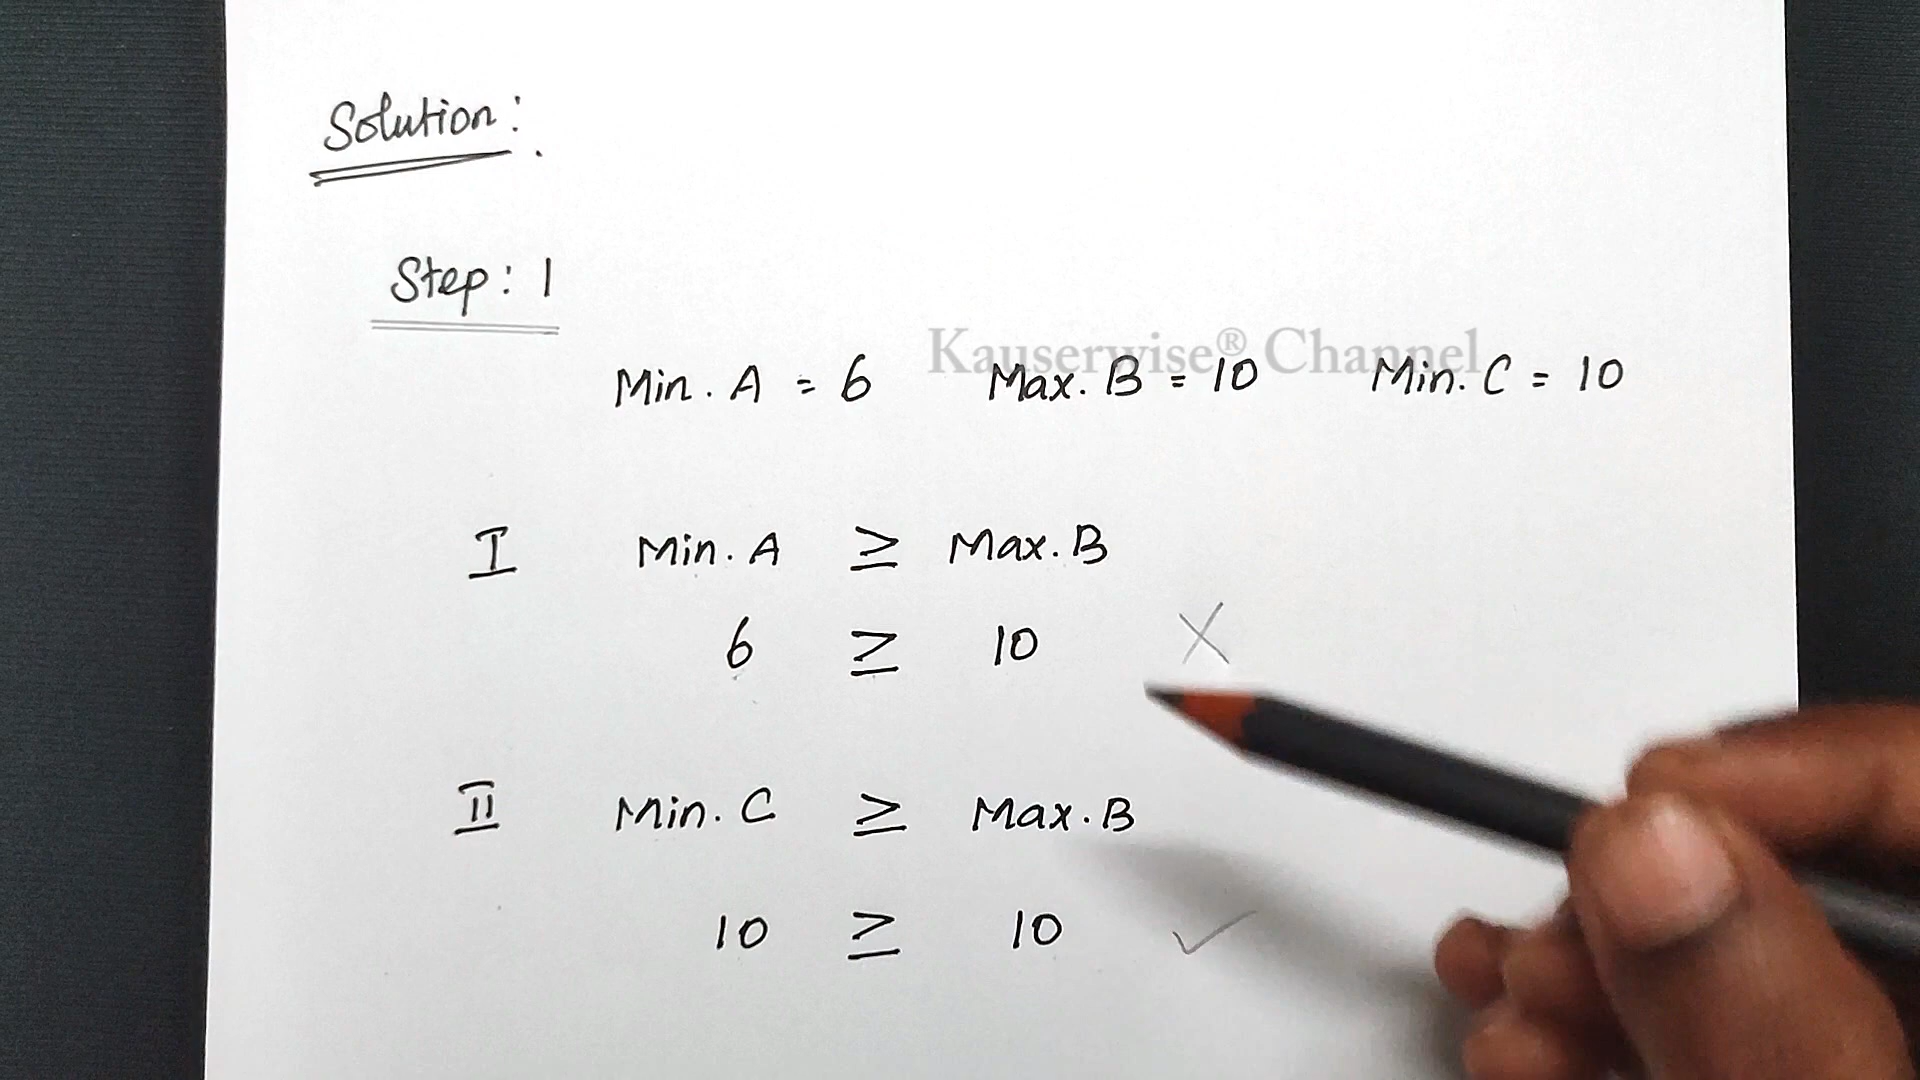 Solution:
Step: 1
Kauserwise® Channel
Min. A = 6 Max. B = 10 Min. C = 10
I Min. A ≥ Max. B
6 ≥ 10 X
II Min. C ≥ Max. B
10 ≥ 10 ✓